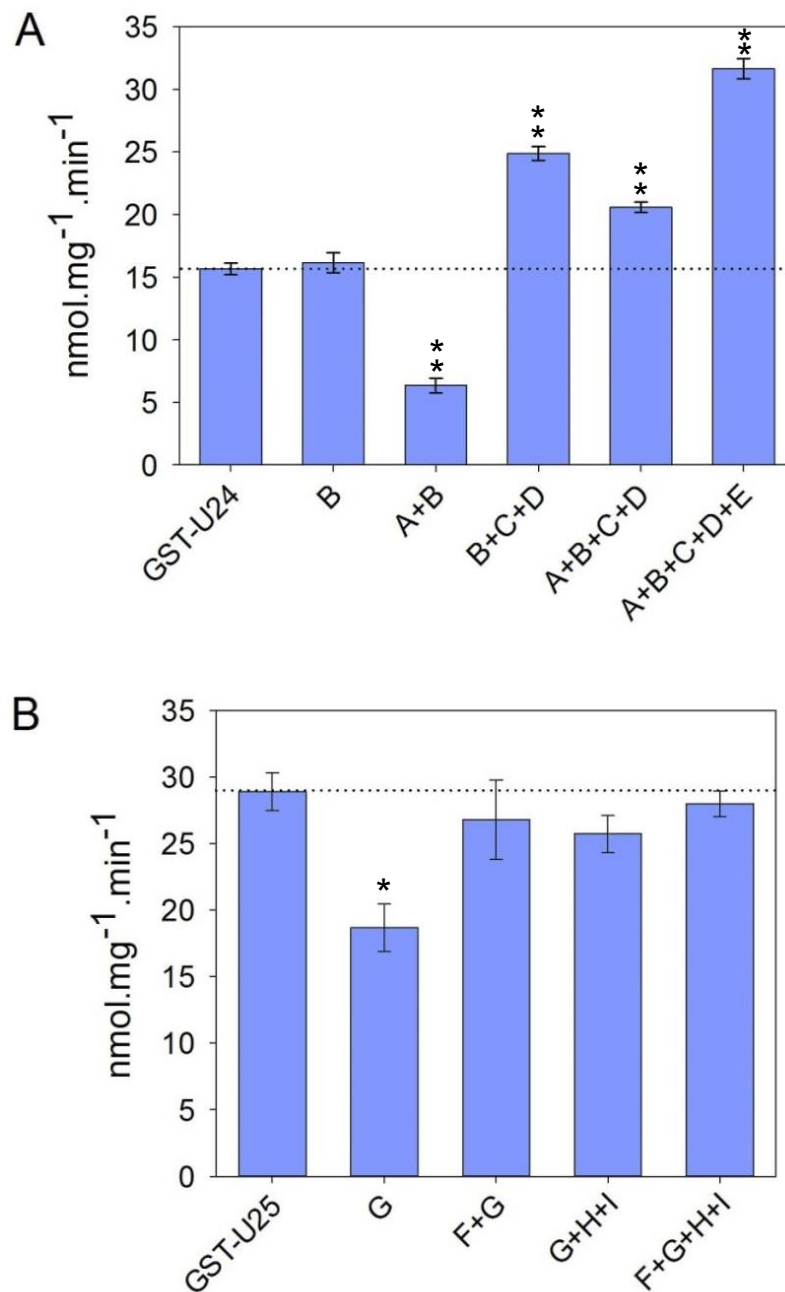 A
nmol.mg⁻¹.min⁻¹
35
30
25
20
15
10
5
0
**
**
**
**
GST-U24
B
A+B
B+C+D
A+B+C+D
A+B+C+D+E
B
nmol.mg⁻¹.min⁻¹
35
30
25
20
15
10
5
0
*
GST-U25
G
F+G
G+H+I
F+G+H+I